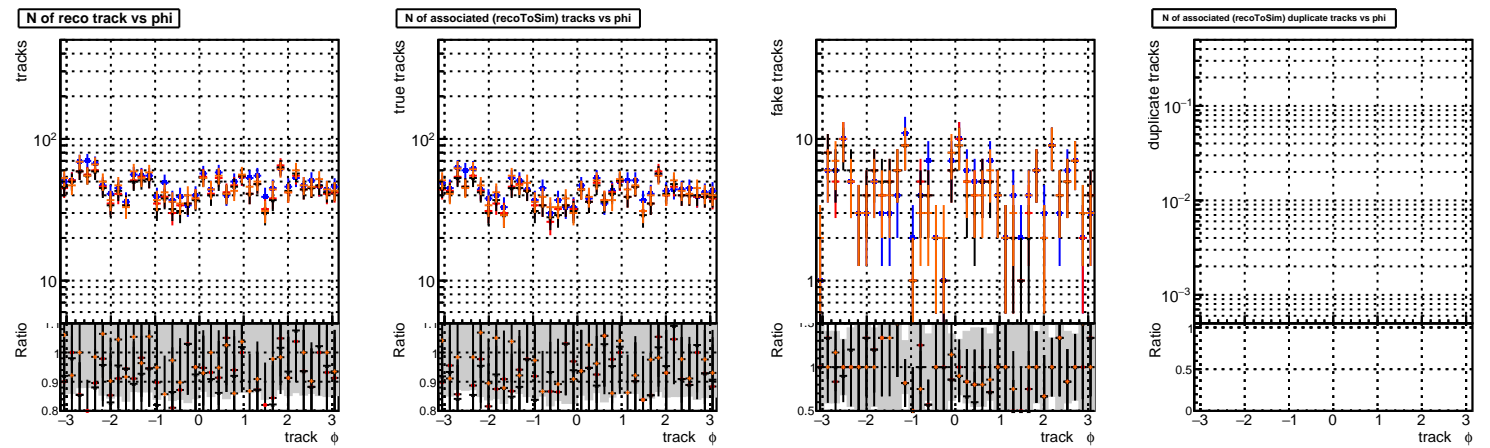 N of reco track vs phi
tracks
10²
10
Ratio
1.1
1
0.9
0.8
−3 −2 −1 0 1 2 3
track φ
N of associated (recoToSim) tracks vs phi
true tracks
10²
10
Ratio
1.1
1
0.9
0.8
−3 −2 −1 0 1 2 3
track φ
fake tracks
10
1
Ratio
1.5
1
0.5
−3 −2 −1 0 1 2 3
track φ
N of associated (recoToSim) duplicate tracks vs phi
duplicate tracks
10⁻¹
10⁻²
10⁻³
Ratio
1
0.5
0
−3 −2 −1 0 1 2 3
track φ